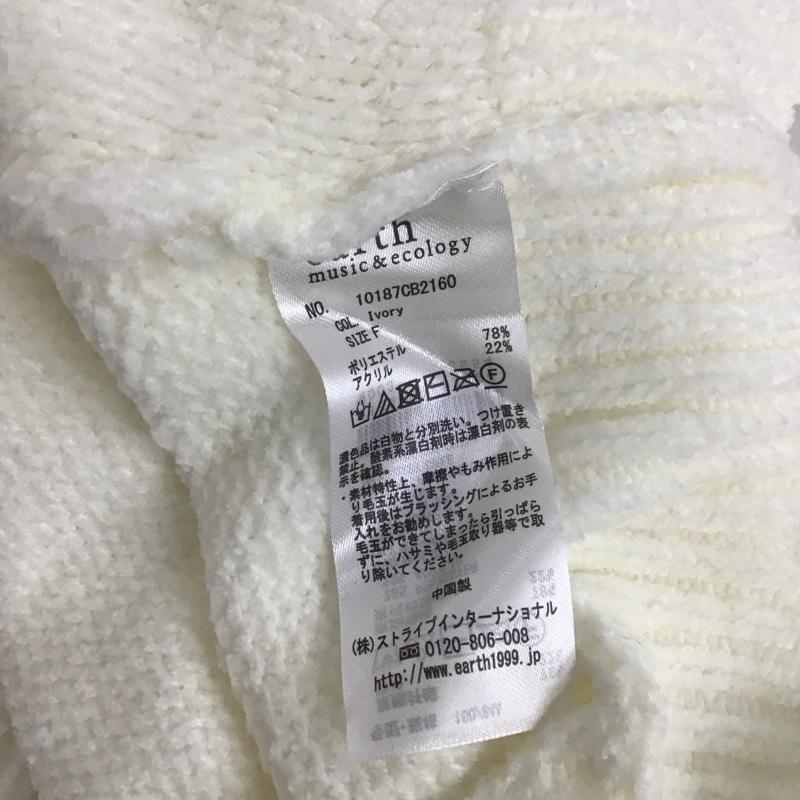 earth
music&ecology
NO. 10187CB2160
COL. Ivory
SIZE F
ポリエステル 78%
アクリル 22%
F
濃色品は白物と分別洗い。つけ置き
禁止。酸素系漂白剤時は漂白剤の表
示を確認。
・素材特性上、摩擦やもみ作用によ
り毛玉が生じます。
着用後はブラッシングによるお手
入れをお勧めします。
毛玉ができてしまったら引っぱら
ずに、ハサミや毛玉取り器等で取
り除いてください。
中国製
(株)ストライプインターナショナル
0120-806-008
http://www.earth1999.jp